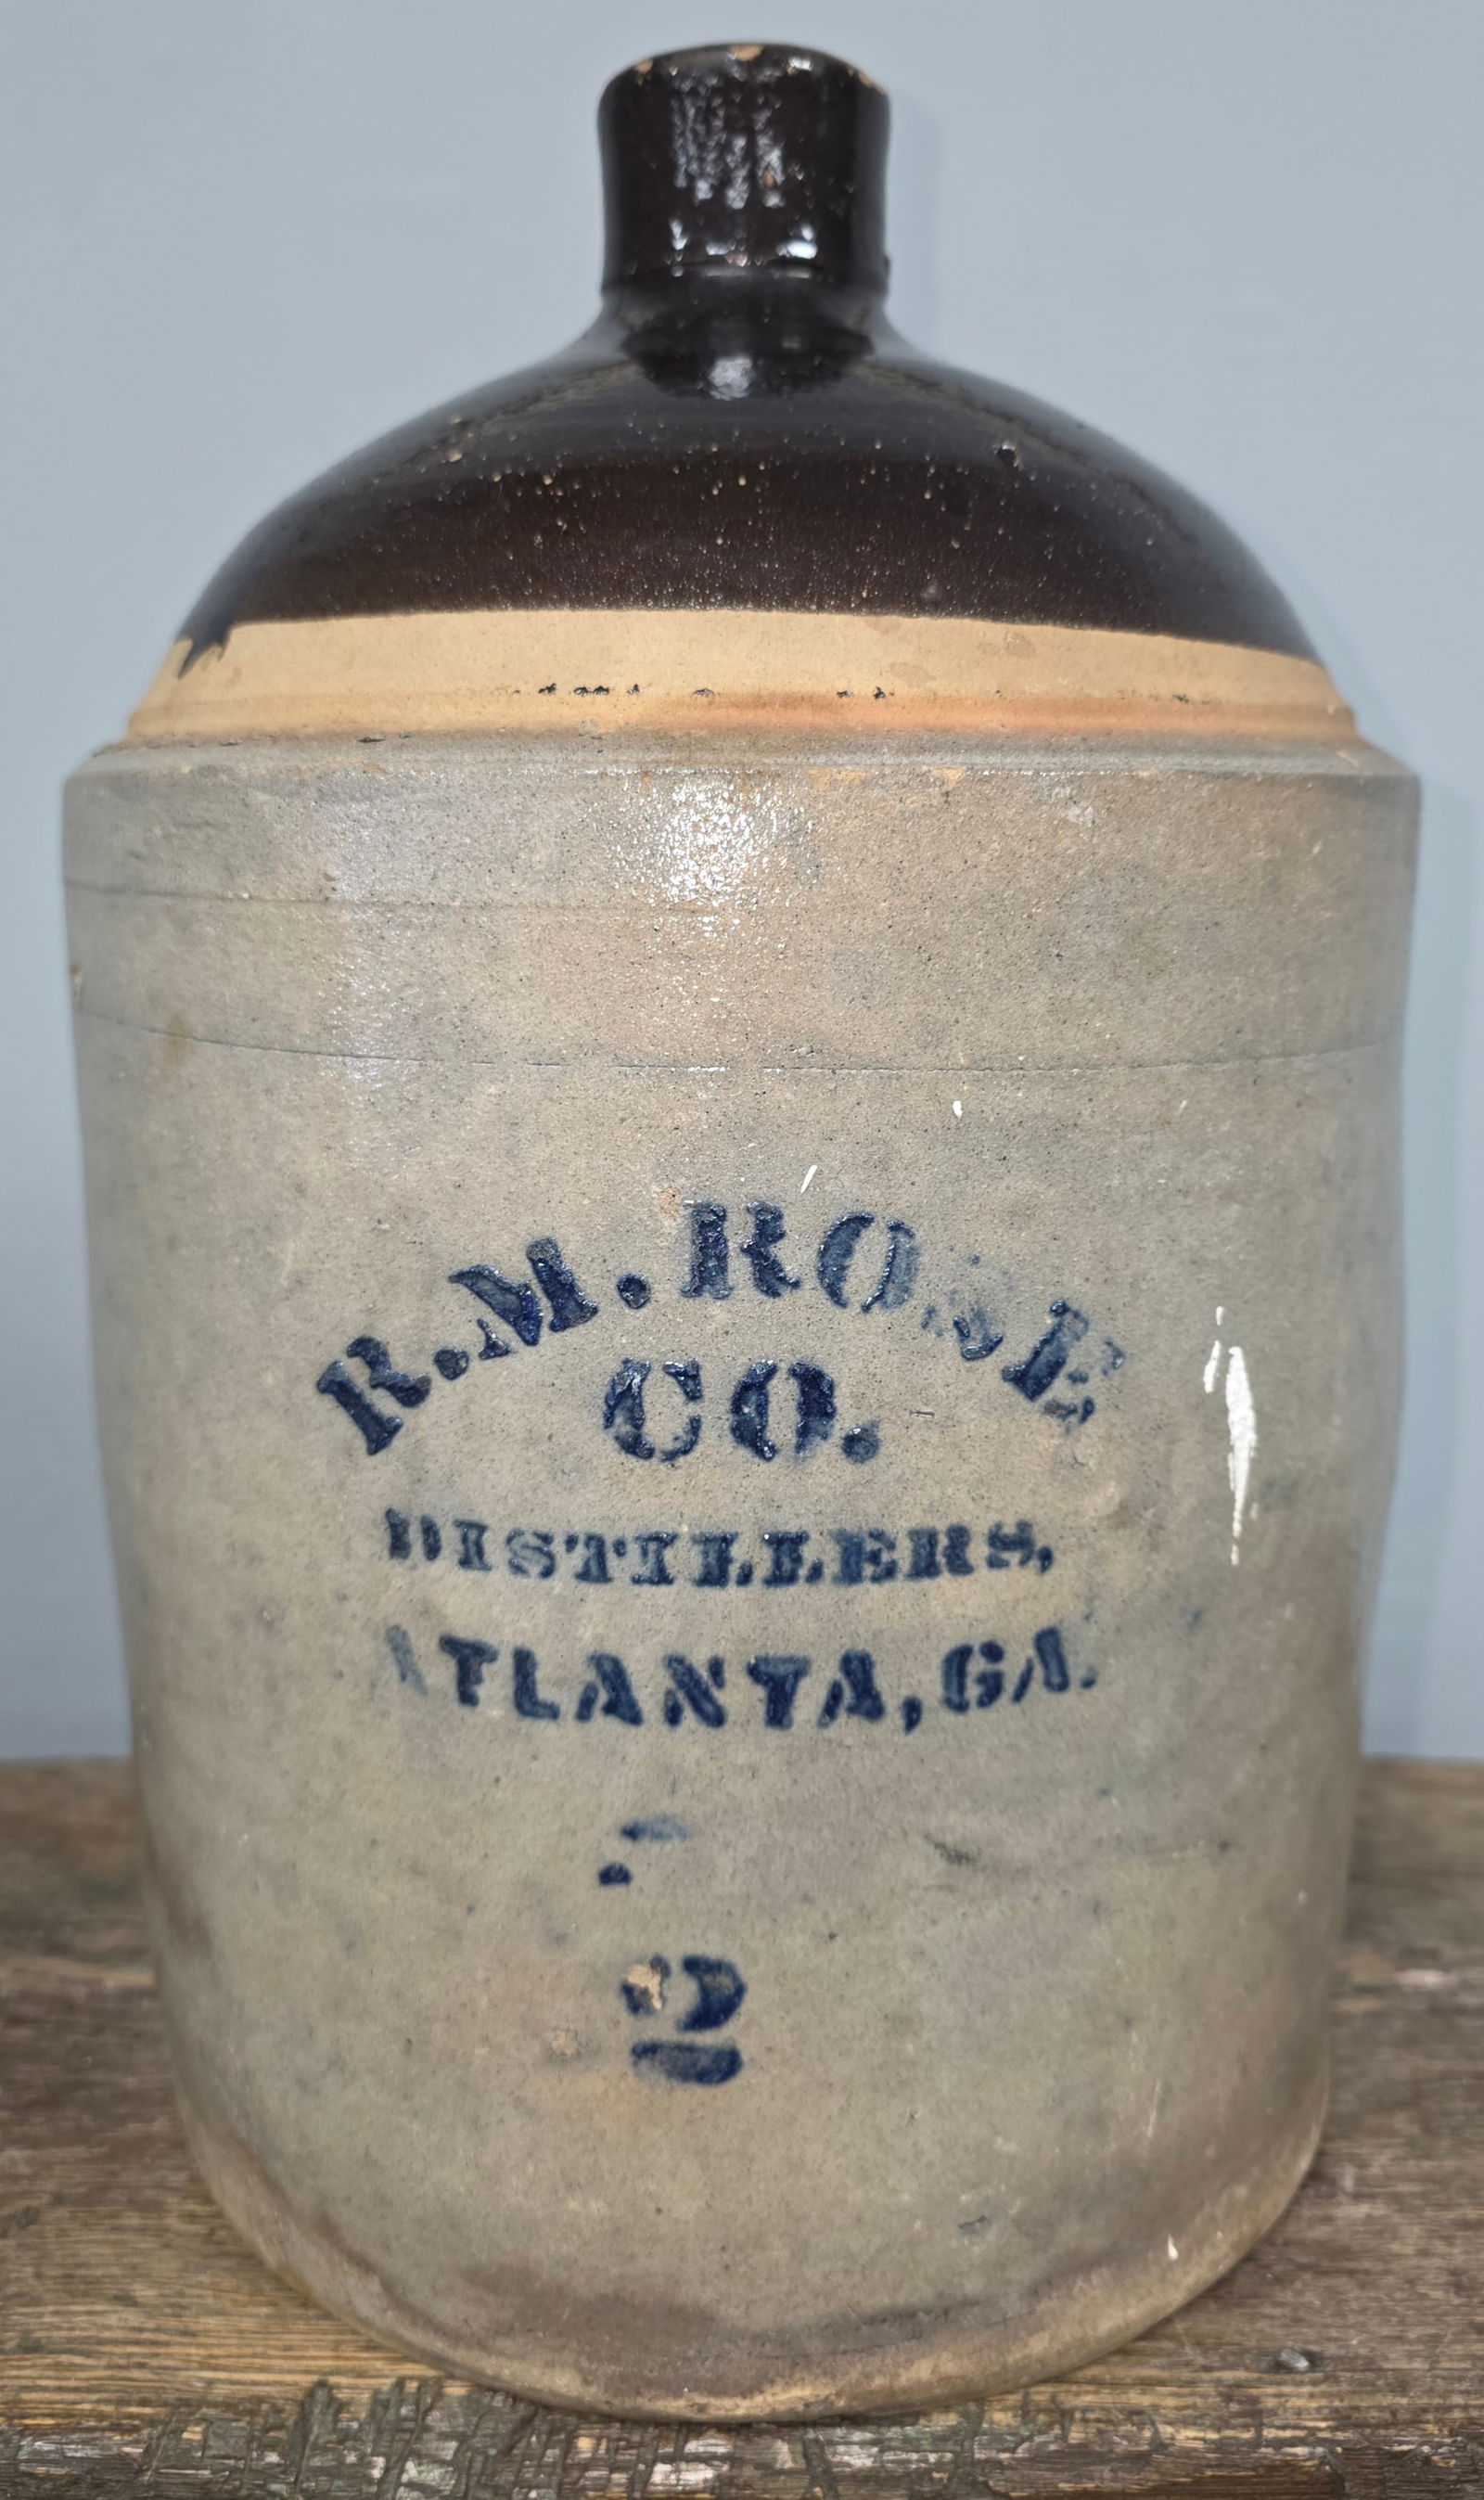 R.M. ROSE
CO.
DISTILLERS,
ATLANTA, GA.
2